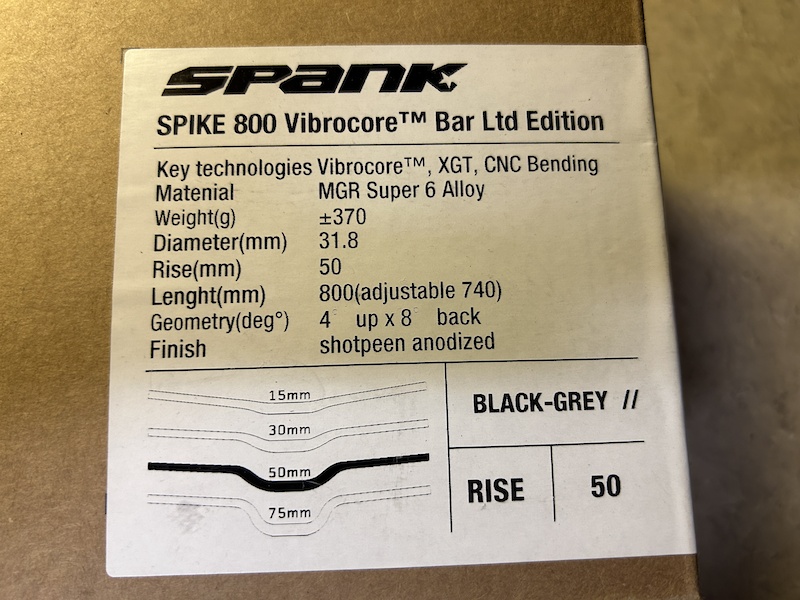 SPANK
SPIKE 800 Vibrocore™ Bar Ltd Edition
Key technologies Vibrocore™, XGT, CNC Bending
Matenial MGR Super 6 Alloy
Weight(g) ±370
Diameter(mm) 31.8
Rise(mm) 50
Lenght(mm) 800(adjustable 740)
Geometry(deg°) 4 up x 8 back
Finish shotpeen anodized
15mm
30mm
50mm
75mm
BLACK-GREY //
RISE 50